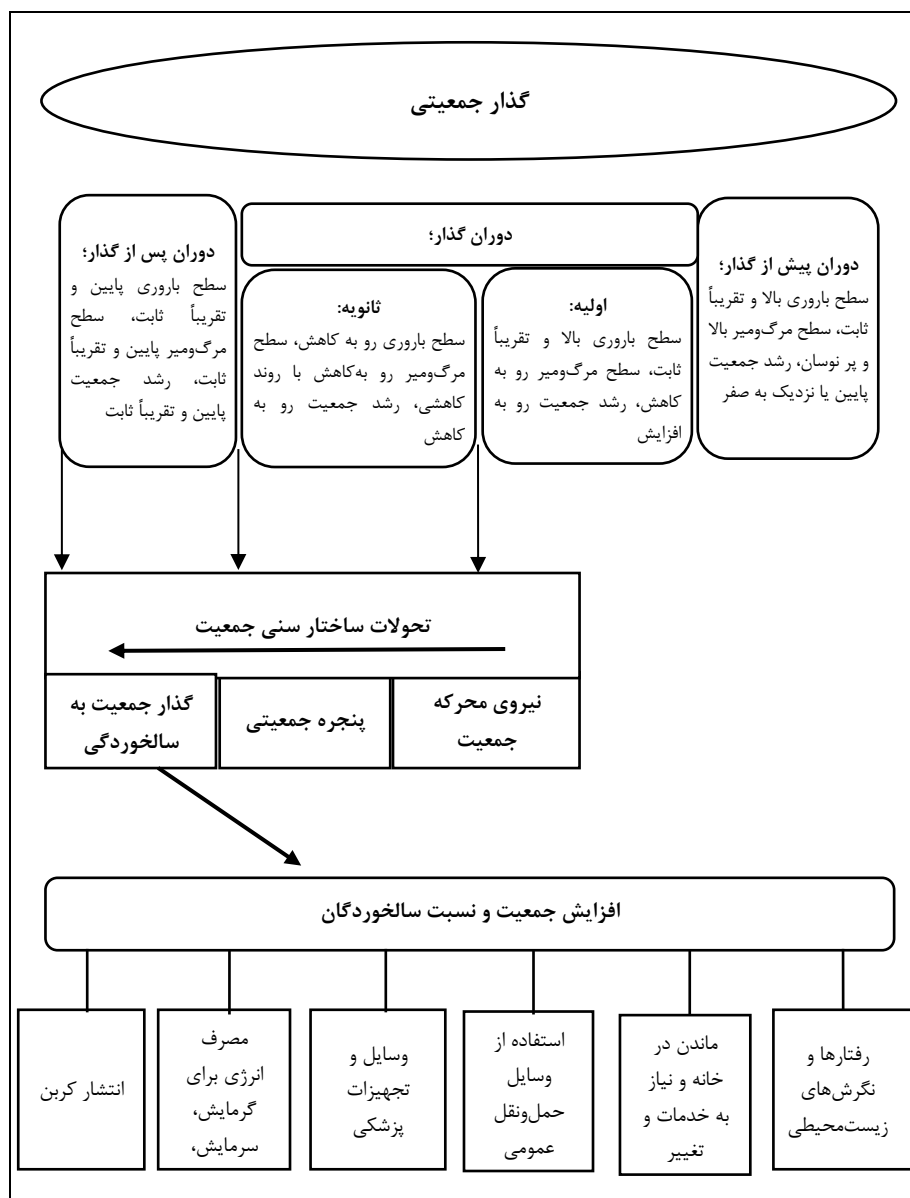 گذار جمعیتی
دوران پیش از گذار؛
سطح باروری بالا و تقریباً
ثابت، سطح مرگ‌ومیر بالا
و پر نوسان، رشد جمعیت
پایین یا نزدیک به صفر
دوران گذار؛
اولیه:
سطح باروری بالا و تقریباً
ثابت، سطح مرگ‌ومیر رو به
کاهش، رشد جمعیت رو به
افزایش
ثانویه:
سطح باروری رو به کاهش، سطح
مرگ‌ومیر رو به‌کاهش با روند
کاهشی، رشد جمعیت رو به
کاهش
دوران پس از گذار؛
سطح باروری پایین و
تقریباً ثابت، سطح
مرگ‌ومیر پایین و تقریباً
ثابت، رشد جمعیت
پایین و تقریباً ثابت
تحولات ساختار سنی جمعیت
نیروی محرکه
جمعیت
پنجره جمعیتی
گذار جمعیت به
سالخوردگی
افزایش جمعیت و نسبت سالخوردگان
رفتارها و
نگرش‌های
زیست‌محیطی
ماندن در
خانه و نیاز
به خدمات و
تغییر
استفاده از
وسایل
حمل‌ونقل
عمومی
وسایل و
تجهیزات
پزشکی
مصرف
انرژی برای
گرمایش،
سرمایش،
انتشار کربن